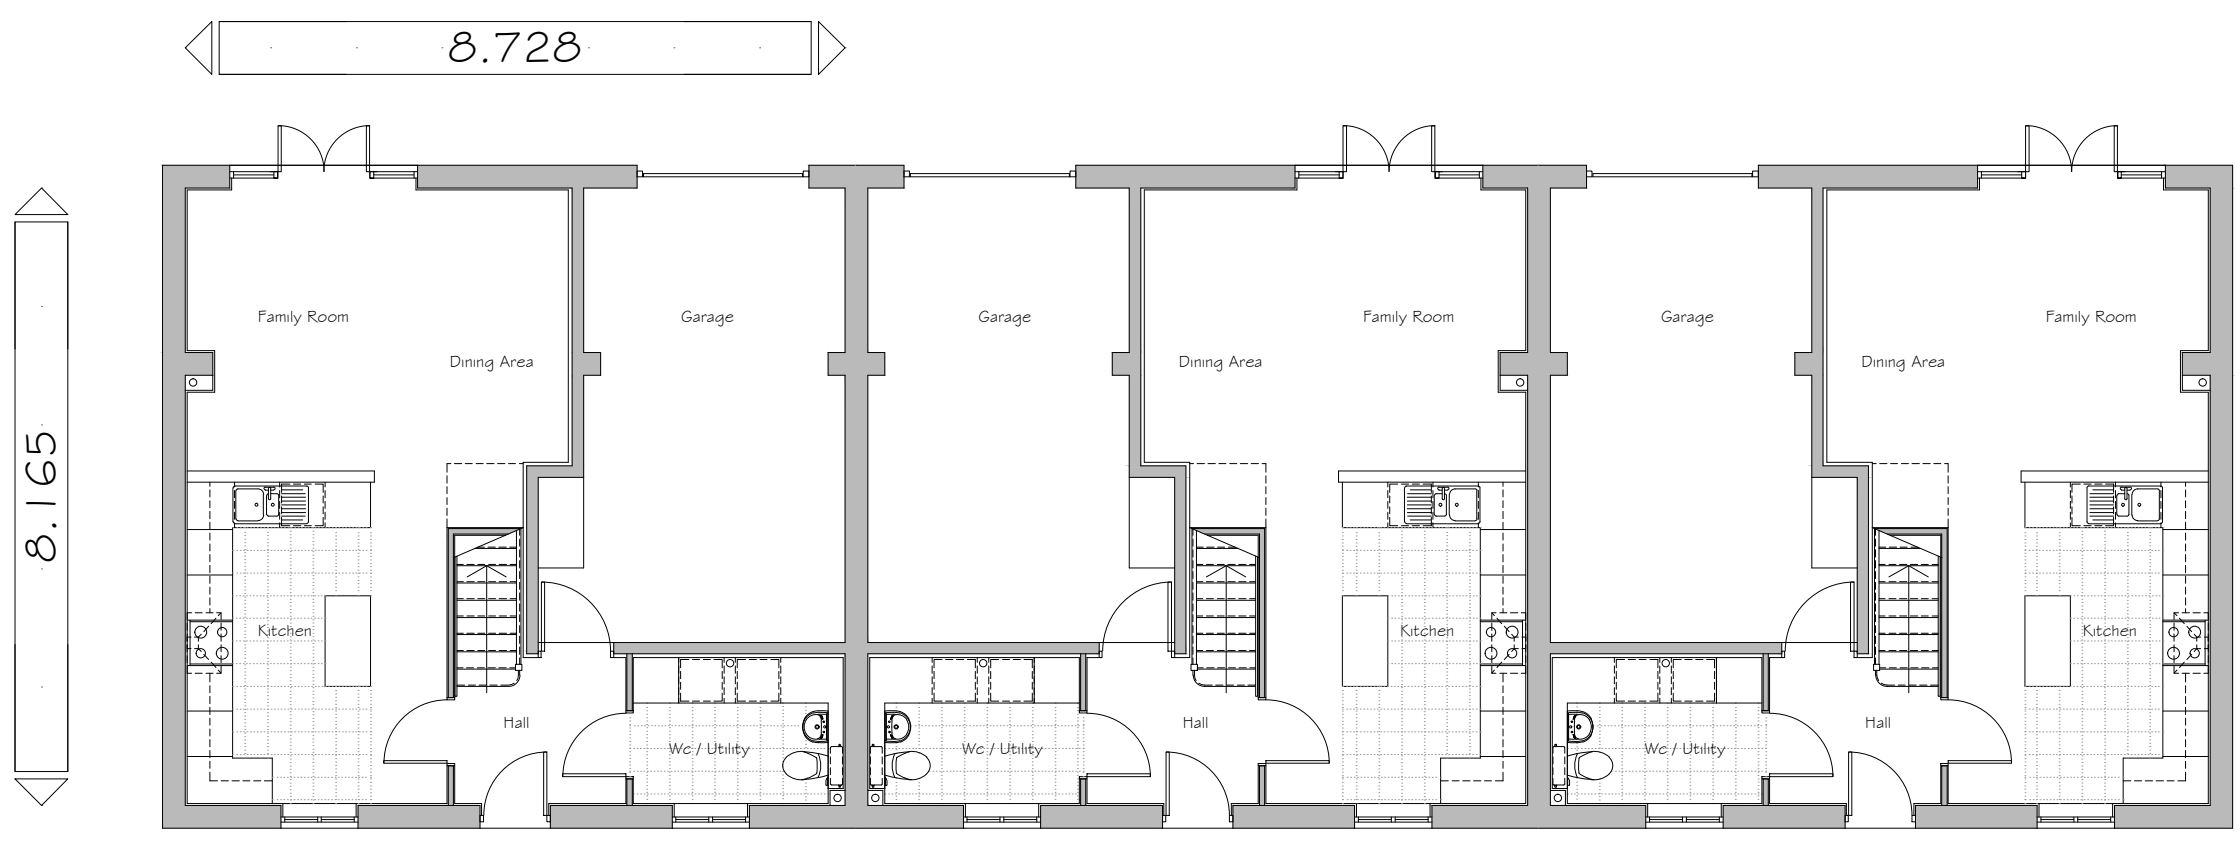 8.728
8.165
Family Room
Garage
Garage
Family Room
Garage
Family Room
Dining Area
Dining Area
Dining Area
Kitchen
Kitchen
Kitchen
Hall
Hall
Hall
Wc / Utility
Wc / Utility
Wc / Utility